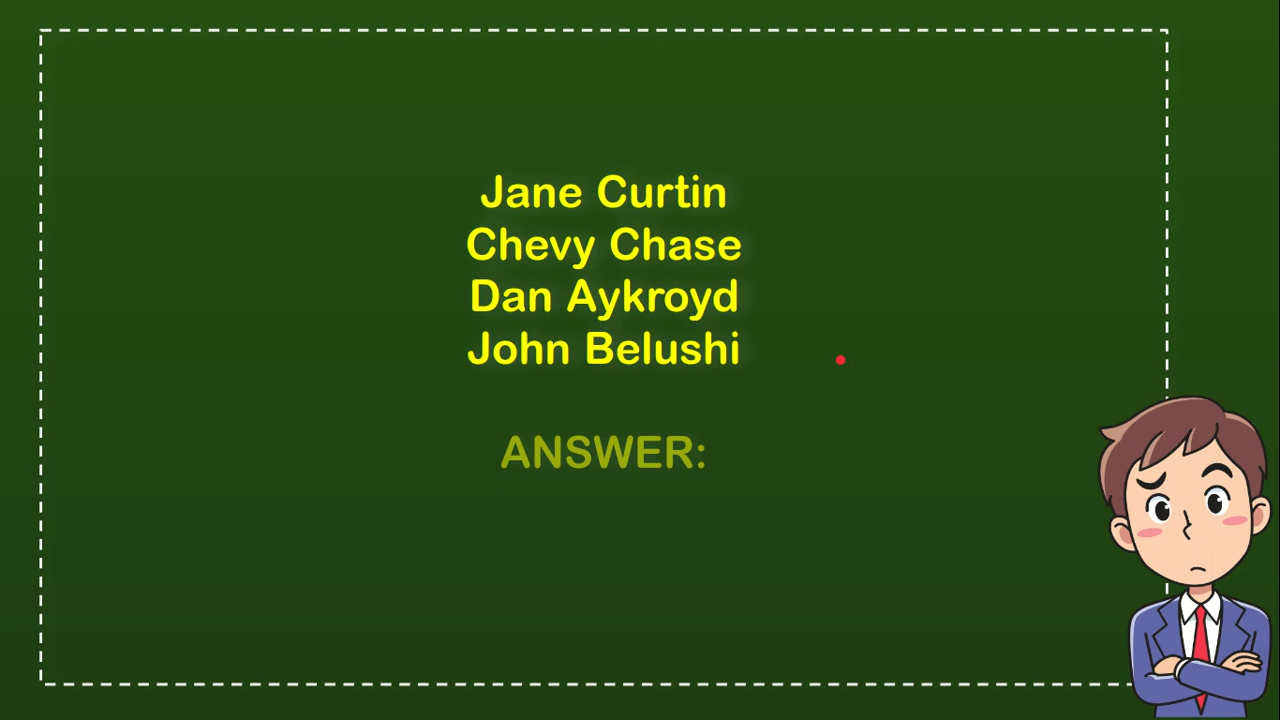 Jane Curtin
Chevy Chase
Dan Aykroyd
John Belushi
ANSWER: